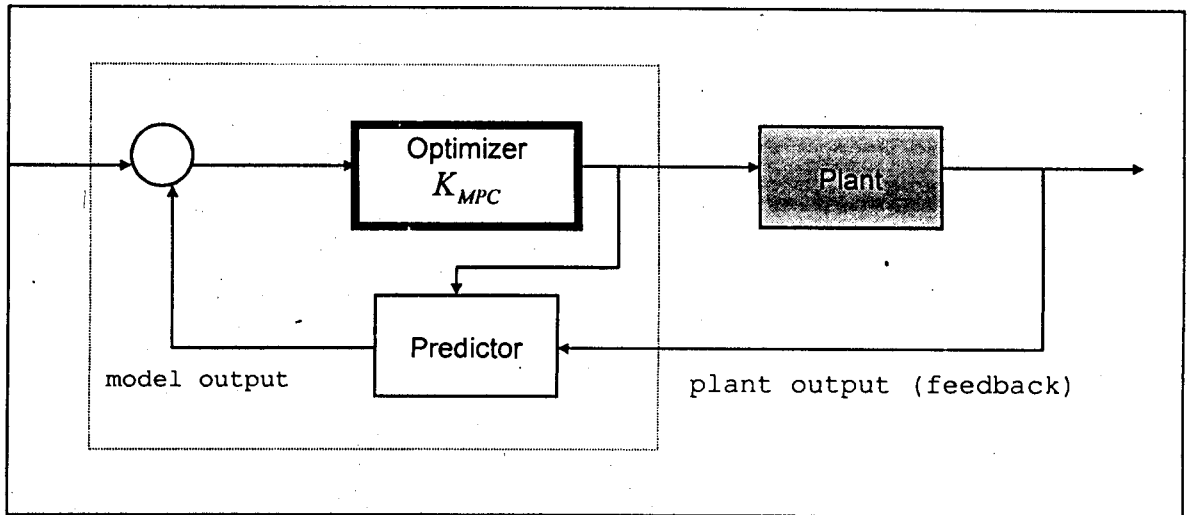 Optimizer
K_MPC
Plant
Predictor
model output
plant output (feedback)